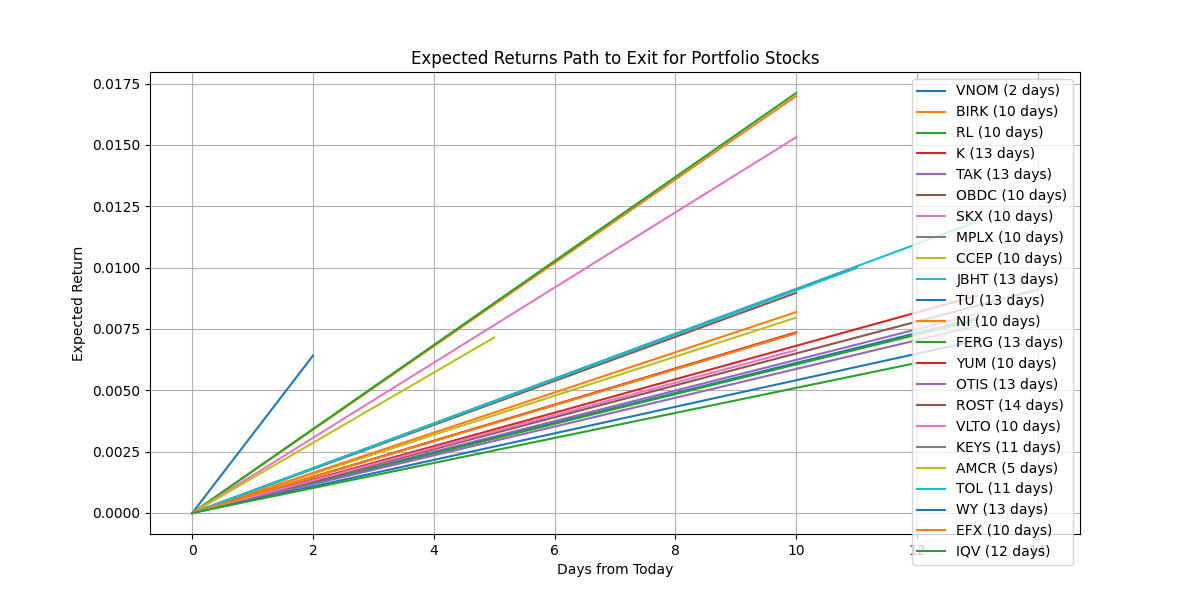 Expected Returns Path to Exit for Portfolio Stocks
Expected Return
0.0175
0.0150
0.0125
0.0100
0.0075
0.0050
0.0025
0.0000
0
2
4
6
8
10
12
Days from Today
VNOM (2 days)
BIRK (10 days)
RL (10 days)
K (13 days)
TAK (13 days)
OBDC (10 days)
SKX (10 days)
MPLX (10 days)
CCEP (10 days)
JBHT (13 days)
TU (13 days)
NI (10 days)
FERG (13 days)
YUM (10 days)
OTIS (13 days)
ROST (14 days)
VLTO (10 days)
KEYS (11 days)
AMCR (5 days)
TOL (11 days)
WY (13 days)
EFX (10 days)
IQV (12 days)